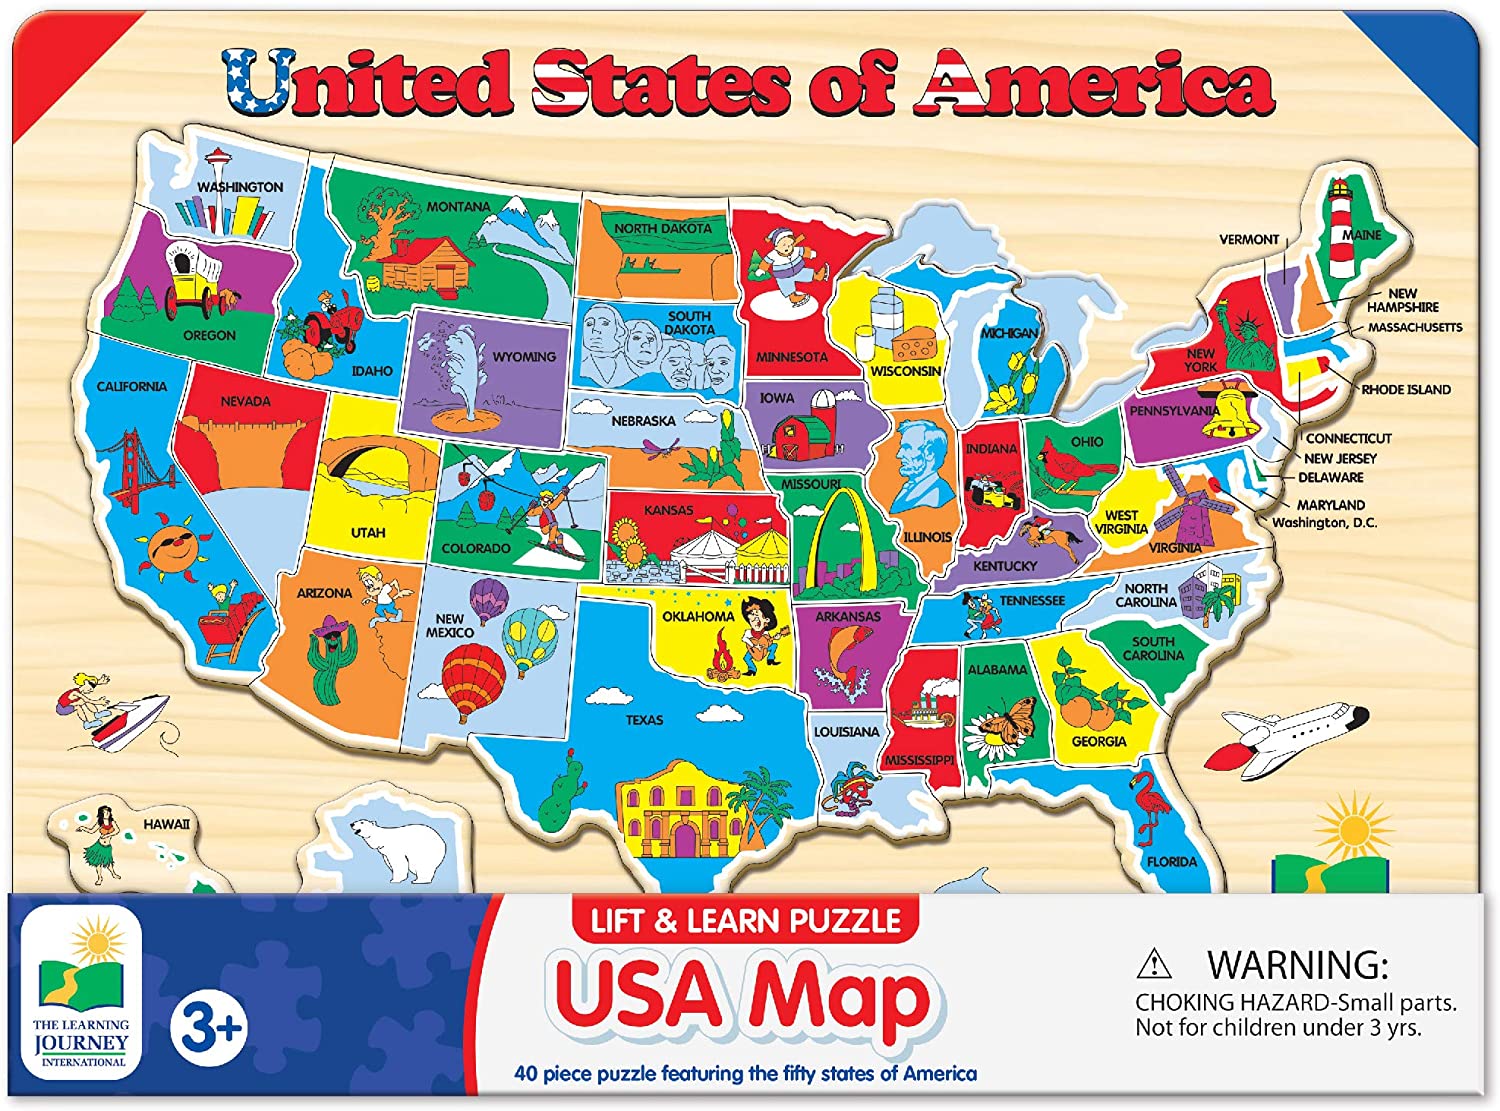 United States of America
WASHINGTON
MONTANA
NORTH DAKOTA
MINNESOTA
VERMONT
MAINE
NEW
HAMPSHIRE
MASSACHUSETTS
OREGON
IDAHO
WYOMING
SOUTH
DAKOTA
WISCONSIN
MICHIGAN
NEW
YORK
RHODE ISLAND
CALIFORNIA
NEVADA
NEBRASKA
IOWA
PENNSYLVANIA
CONNECTICUT
NEW JERSEY
DELAWARE
MARYLAND
Washington, D.C.
UTAH
COLORADO
KANSAS
MISSOURI
ILLINOIS
INDIANA
OHIO
WEST
VIRGINIA
VIRGINIA
KENTUCKY
ARIZONA
NEW
MEXICO
OKLAHOMA
ARKANSAS
TENNESSEE
NORTH
CAROLINA
SOUTH
CAROLINA
TEXAS
LOUISIANA
MISSISSIPPI
ALABAMA
GEORGIA
FLORIDA
HAWAII
THE LEARNING
JOURNEY
INTERNATIONAL
3+
LIFT & LEARN PUZZLE
USA Map
40 piece puzzle featuring the fifty states of America
WARNING:
CHOKING HAZARD-Small parts.
Not for children under 3 yrs.